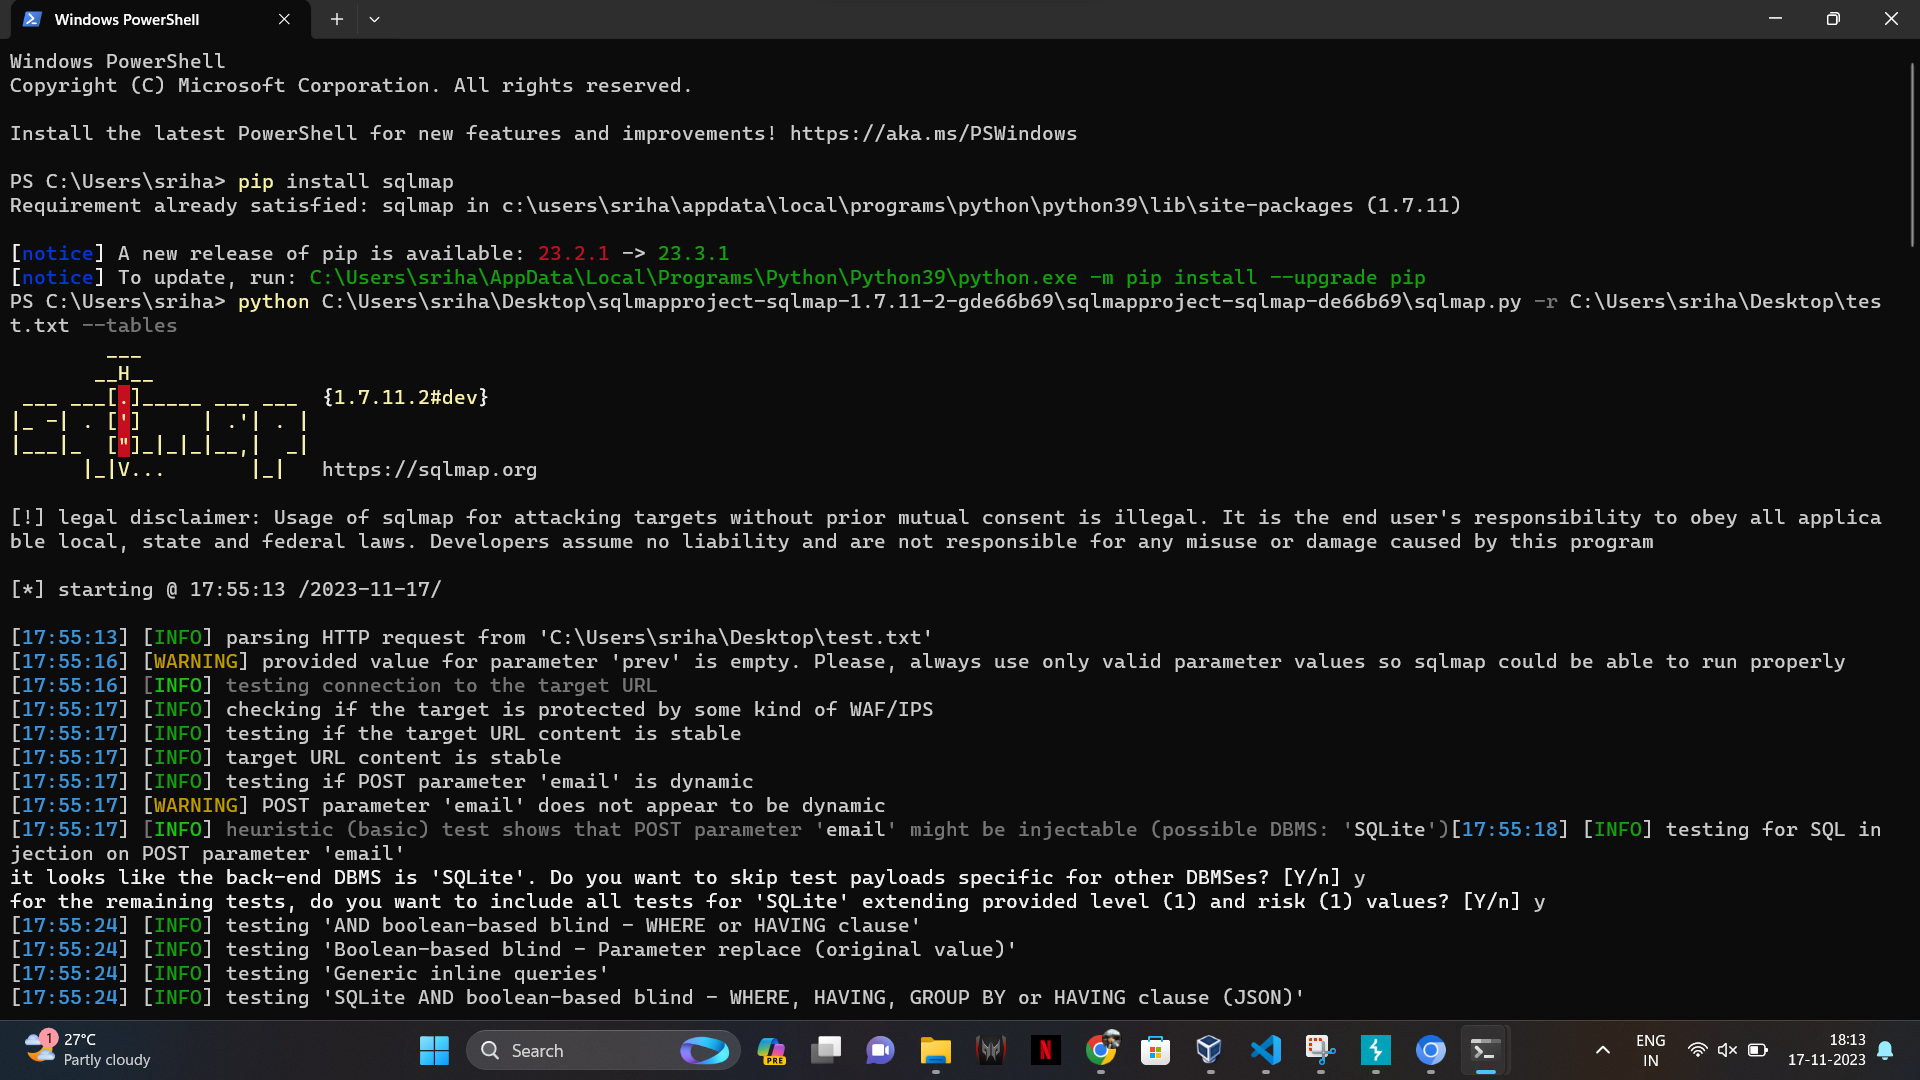 Windows PowerShell
Windows PowerShell
Copyright (C) Microsoft Corporation. All rights reserved.
Install the latest PowerShell for new features and improvements! https://aka.ms/PSWindows
PS C:\Users\sriha> pip install sqlmap
Requirement already satisfied: sqlmap in c:\users\sriha\appdata\local\programs\python\python39\lib\site-packages (1.7.11)
[notice] A new release of pip is available: 23.2.1 -> 23.3.1
[notice] To update, run: C:\Users\sriha\AppData\Local\Programs\Python\Python39\python.exe -m pip install --upgrade pip
PS C:\Users\sriha> python C:\Users\sriha\Desktop\sqlmapproject-sqlmap-1.7.11-2-gde66b69\sqlmapproject-sqlmap-de66b69\sqlmap.py -r C:\Users\sriha\Desktop\tes
t.txt --tables
        ___
       __H__
 ___ ___[.]_____ ___ ___  {1.7.11.2#dev}
|_ -| . [']     | .'| . |
|___|_  ["]_|_|_|__,|  _|
      |_|V...       |_|   https://sqlmap.org
[!] legal disclaimer: Usage of sqlmap for attacking targets without prior mutual consent is illegal. It is the end user's responsibility to obey all applica
ble local, state and federal laws. Developers assume no liability and are not responsible for any misuse or damage caused by this program
[*] starting @ 17:55:13 /2023-11-17/
[17:55:13] [INFO] parsing HTTP request from 'C:\Users\sriha\Desktop\test.txt'
[17:55:16] [WARNING] provided value for parameter 'prev' is empty. Please, always use only valid parameter values so sqlmap could be able to run properly
[17:55:16] [INFO] testing connection to the target URL
[17:55:17] [INFO] checking if the target is protected by some kind of WAF/IPS
[17:55:17] [INFO] testing if the target URL content is stable
[17:55:17] [INFO] target URL content is stable
[17:55:17] [INFO] testing if POST parameter 'email' is dynamic
[17:55:17] [WARNING] POST parameter 'email' does not appear to be dynamic
[17:55:17] [INFO] heuristic (basic) test shows that POST parameter 'email' might be injectable (possible DBMS: 'SQLite')[17:55:18] [INFO] testing for SQL in
jection on POST parameter 'email'
it looks like the back-end DBMS is 'SQLite'. Do you want to skip test payloads specific for other DBMSes? [Y/n] y
for the remaining tests, do you want to include all tests for 'SQLite' extending provided level (1) and risk (1) values? [Y/n] y
[17:55:24] [INFO] testing 'AND boolean-based blind - WHERE or HAVING clause'
[17:55:24] [INFO] testing 'Boolean-based blind - Parameter replace (original value)'
[17:55:24] [INFO] testing 'Generic inline queries'
[17:55:24] [INFO] testing 'SQLite AND boolean-based blind - WHERE, HAVING, GROUP BY or HAVING clause (JSON)'
1
27°C
Partly cloudy
Search
PRE
N
ENG
IN
18:13
17-11-2023